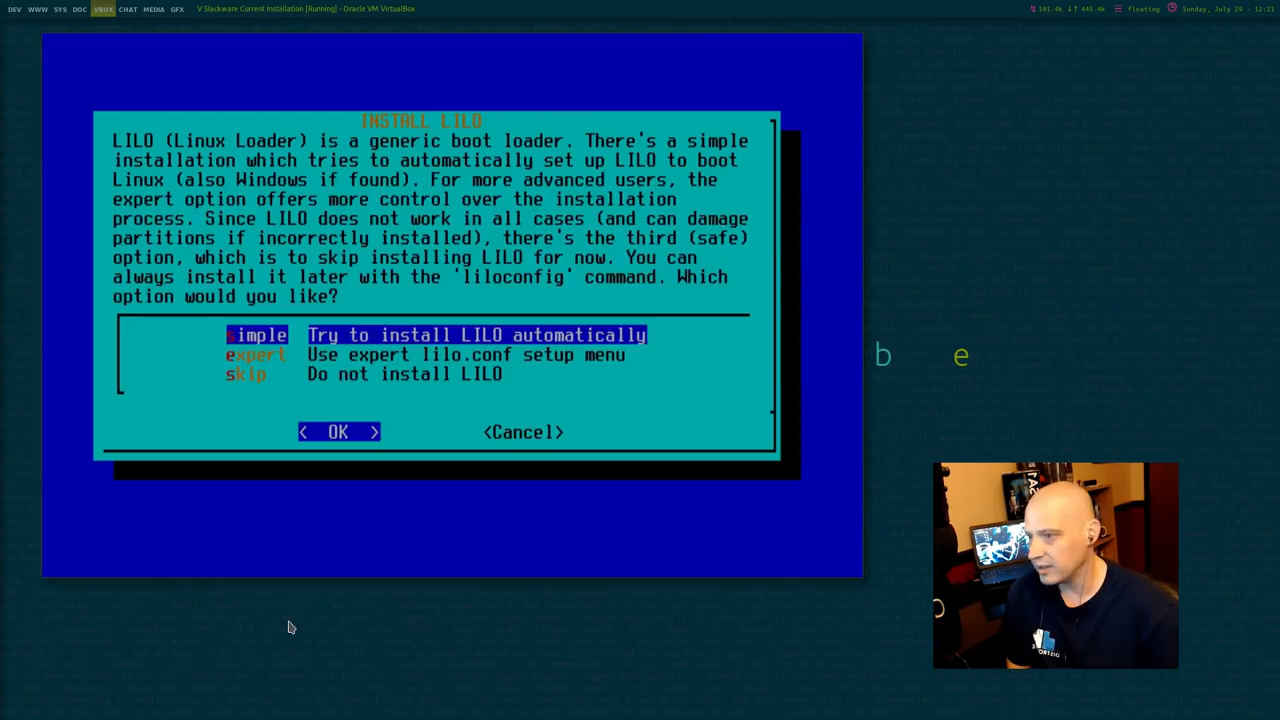 DEV WWW SYS DOC VBOX CHAT MEDIA GFX V Slackware Current Installation [Running] - Oracle VM VirtualBox 101.4k ↓↑ 445.4k floating Sunday, July 29 - 12:21
INSTALL LILO
LILO (Linux Loader) is a generic boot loader. There's a simple
installation which tries to automatically set up LILO to boot
Linux (also Windows if found). For more advanced users, the
expert option offers more control over the installation
process. Since LILO does not work in all cases (and can damage
partitions if incorrectly installed), there's the third (safe)
option, which is to skip installing LILO for now. You can
always install it later with the 'liloconfig' command. Which
option would you like?
simple Try to install LILO automatically
expert Use expert lilo.conf setup menu
skip Do not install LILO
< OK > <Cancel>
b e